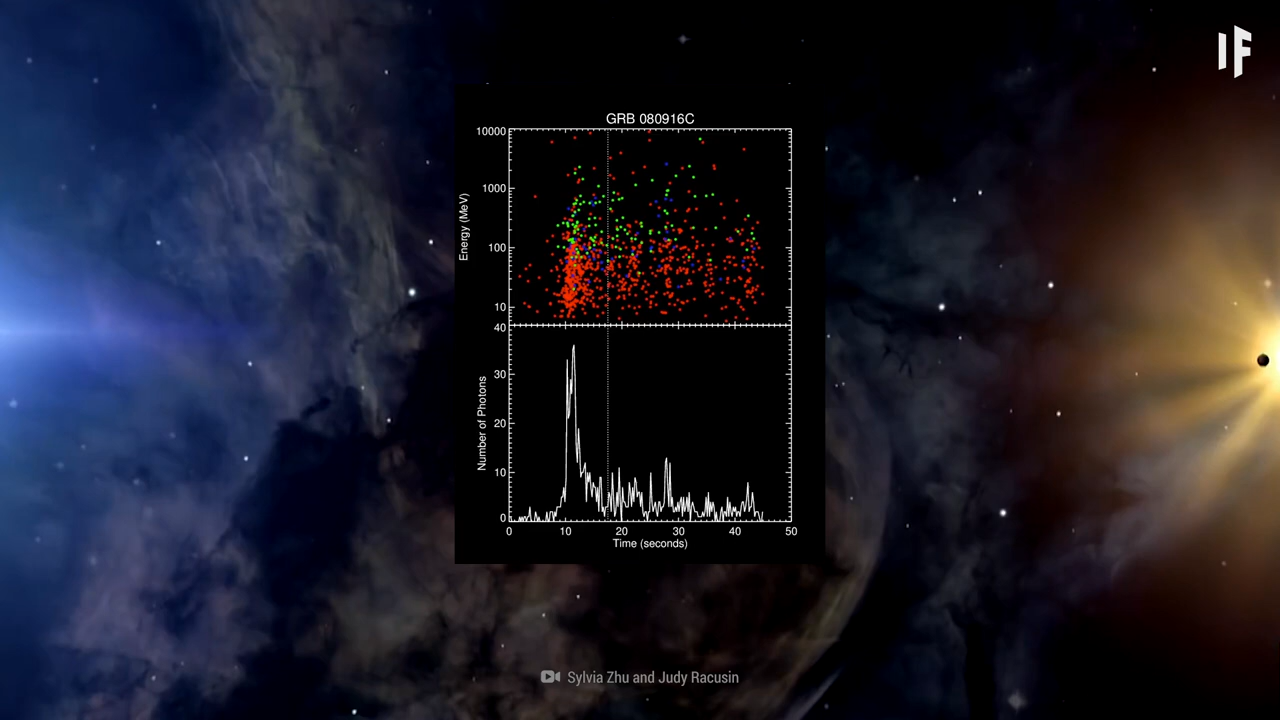 IF
GRB 080916C
10000
1000
100
10
Energy (MeV)
40
30
20
10
0
Number of Photons
0 10 20 30 40 50
Time (seconds)
Sylvia Zhu and Judy Racusin